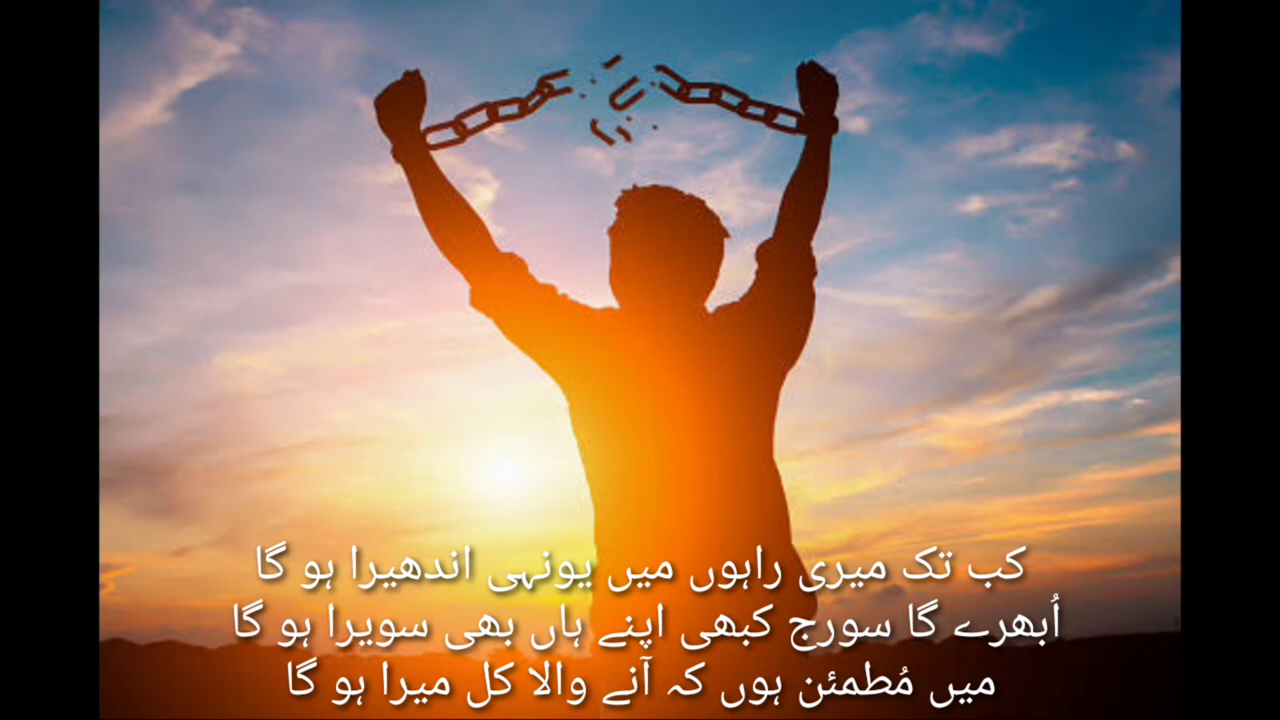 کب تک میری راہوں میں یونہی اندھیرا ہو گا
اُبھرے گا سورج کبھی اپنے ہاں بھی سویرا ہو گا
میں مُطمئن ہوں کہ آنے والا کل میرا ہو گا